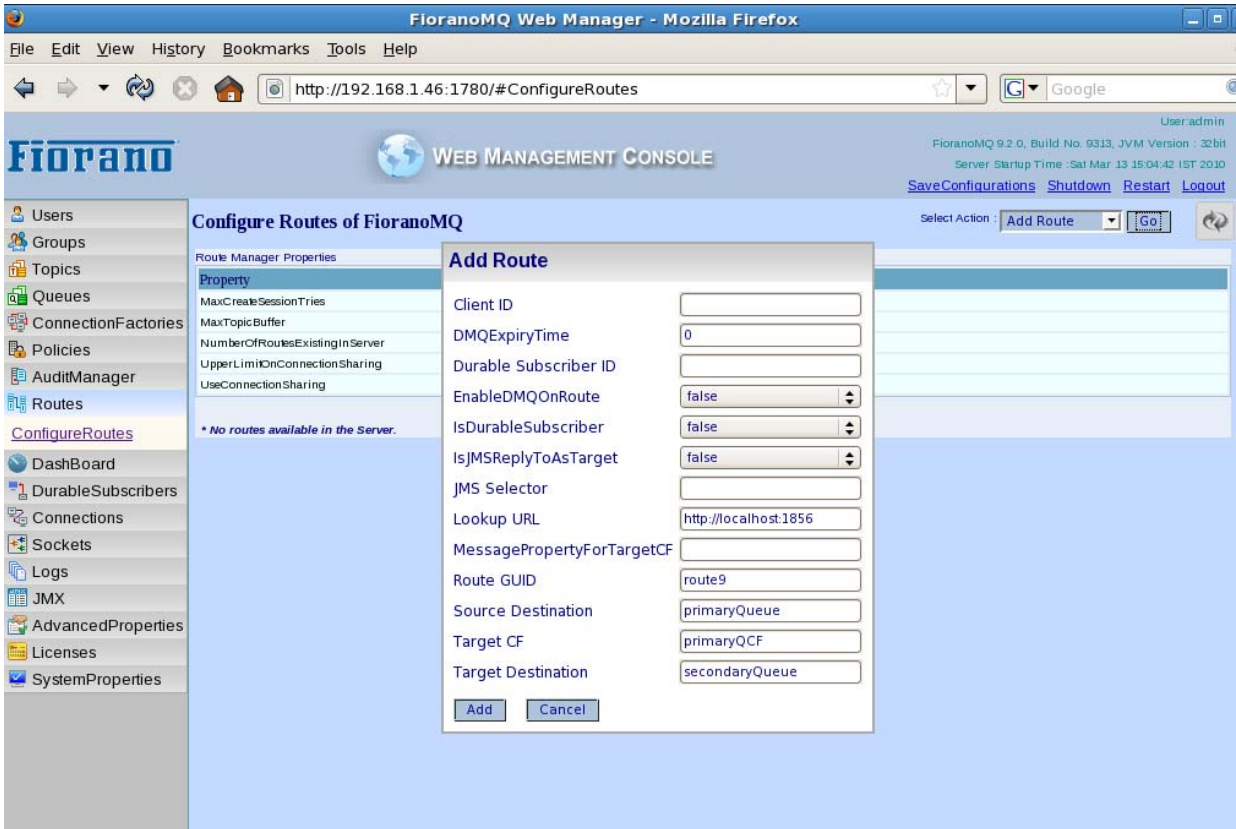 FioranoMQ Web Manager - Mozilla Firefox
File Edit View History Bookmarks Tools Help
http://192.168.1.46:1780/#ConfigureRoutes
G Google
Fiorano
WEB MANAGEMENT CONSOLE
User:admin
FioranoMQ 9.2.0, Build No. 9313, JVM Version : 32bit
Server Startup Time :Sat Mar 13 15:04:42 IST 2010
SaveConfigurations Shutdown Restart Logout
Users
Groups
Topics
Queues
ConnectionFactories
Policies
AuditManager
Routes
ConfigureRoutes
DashBoard
DurableSubscribers
Connections
Sockets
Logs
JMX
AdvancedProperties
Licenses
SystemProperties
Configure Routes of FioranoMQ
Select Action : Add Route Go
Route Manager Properties
Property
MaxCreateSessionTries
MaxTopicBuffer
NumberOfRoutesExistingInServer
UpperLimitOnConnectionSharing
UseConnectionSharing
* No routes available in the Server.
Add Route
Client ID
DMQExpiryTime 0
Durable Subscriber ID
EnableDMQOnRoute false
IsDurableSubscriber false
IsJMSReplyToAsTarget false
JMS Selector
Lookup URL http://localhost:1856
MessagePropertyForTargetCF
Route GUID route9
Source Destination primaryQueue
Target CF primaryQCF
Target Destination secondaryQueue
Add Cancel